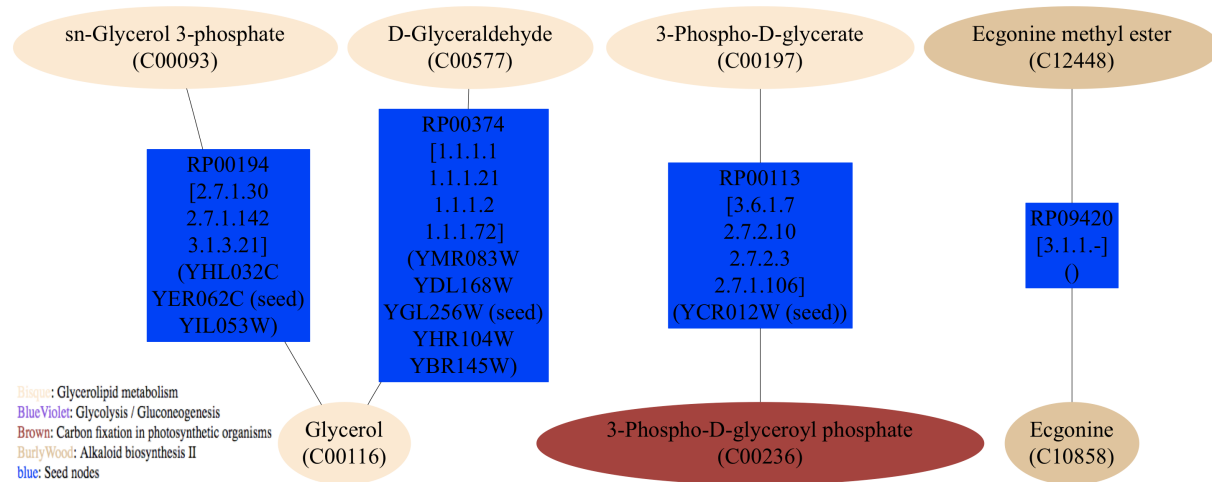 sn-Glycerol 3-phosphate
(C00093)
D-Glyceraldehyde
(C00577)
3-Phospho-D-glycerate
(C00197)
Ecgonine methyl ester
(C12448)
RP00194
[2.7.1.30
2.7.1.142
3.1.3.21]
(YHL032C
YER062C (seed)
YIL053W)
RP00374
[1.1.1.1
1.1.1.21
1.1.1.2
1.1.1.72]
(YMR083W
YDL168W
YGL256W (seed)
YHR104W
YBR145W)
RP00113
[3.6.1.7
2.7.2.10
2.7.2.3
2.7.1.106]
(YCR012W (seed))
RP09420
[3.1.1.-]
()
Glycerol
(C00116)
3-Phospho-D-glyceroyl phosphate
(C00236)
Ecgonine
(C10858)
Bisque: Glycerolipid metabolism
BlueViolet: Glycolysis / Gluconeogenesis
Brown: Carbon fixation in photosynthetic organisms
BurlyWood: Alkaloid biosynthesis II
blue: Seed nodes